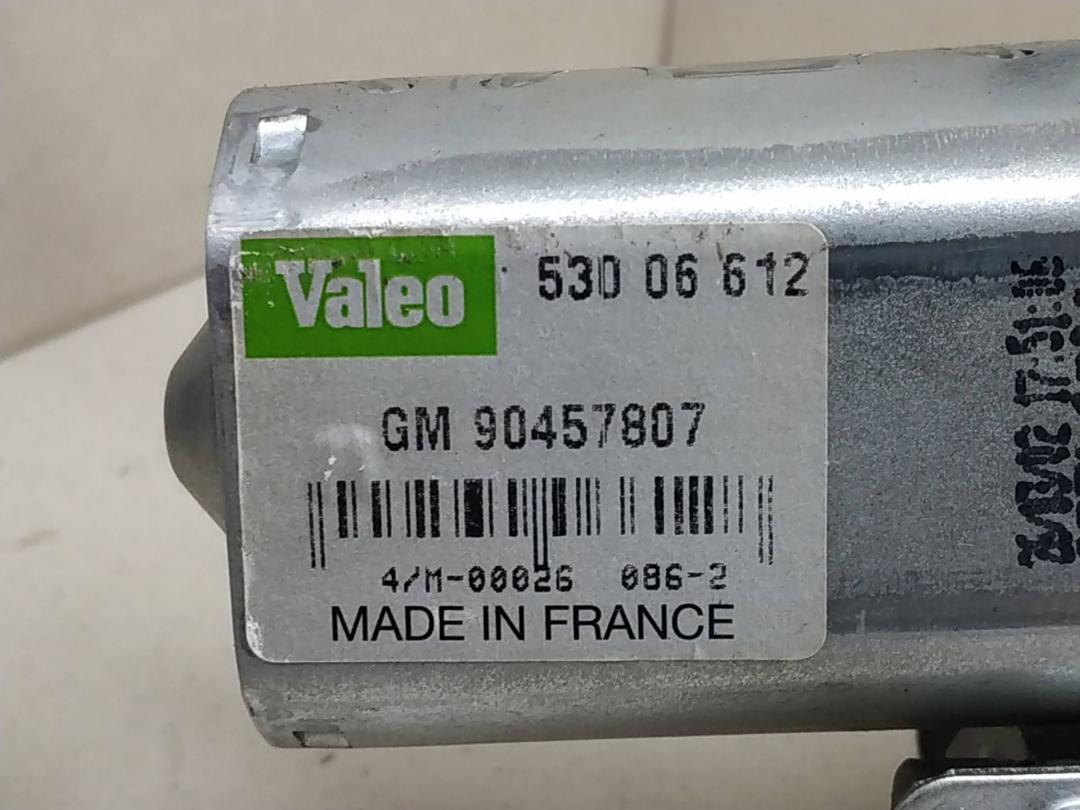 Valeo 530 06 612
GM 90457807
4/M-00026 086-2
MADE IN FRANCE